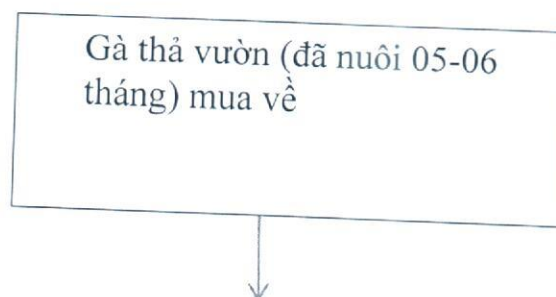 Gà thả vườn (đã nuôi 05-06
tháng) mua về